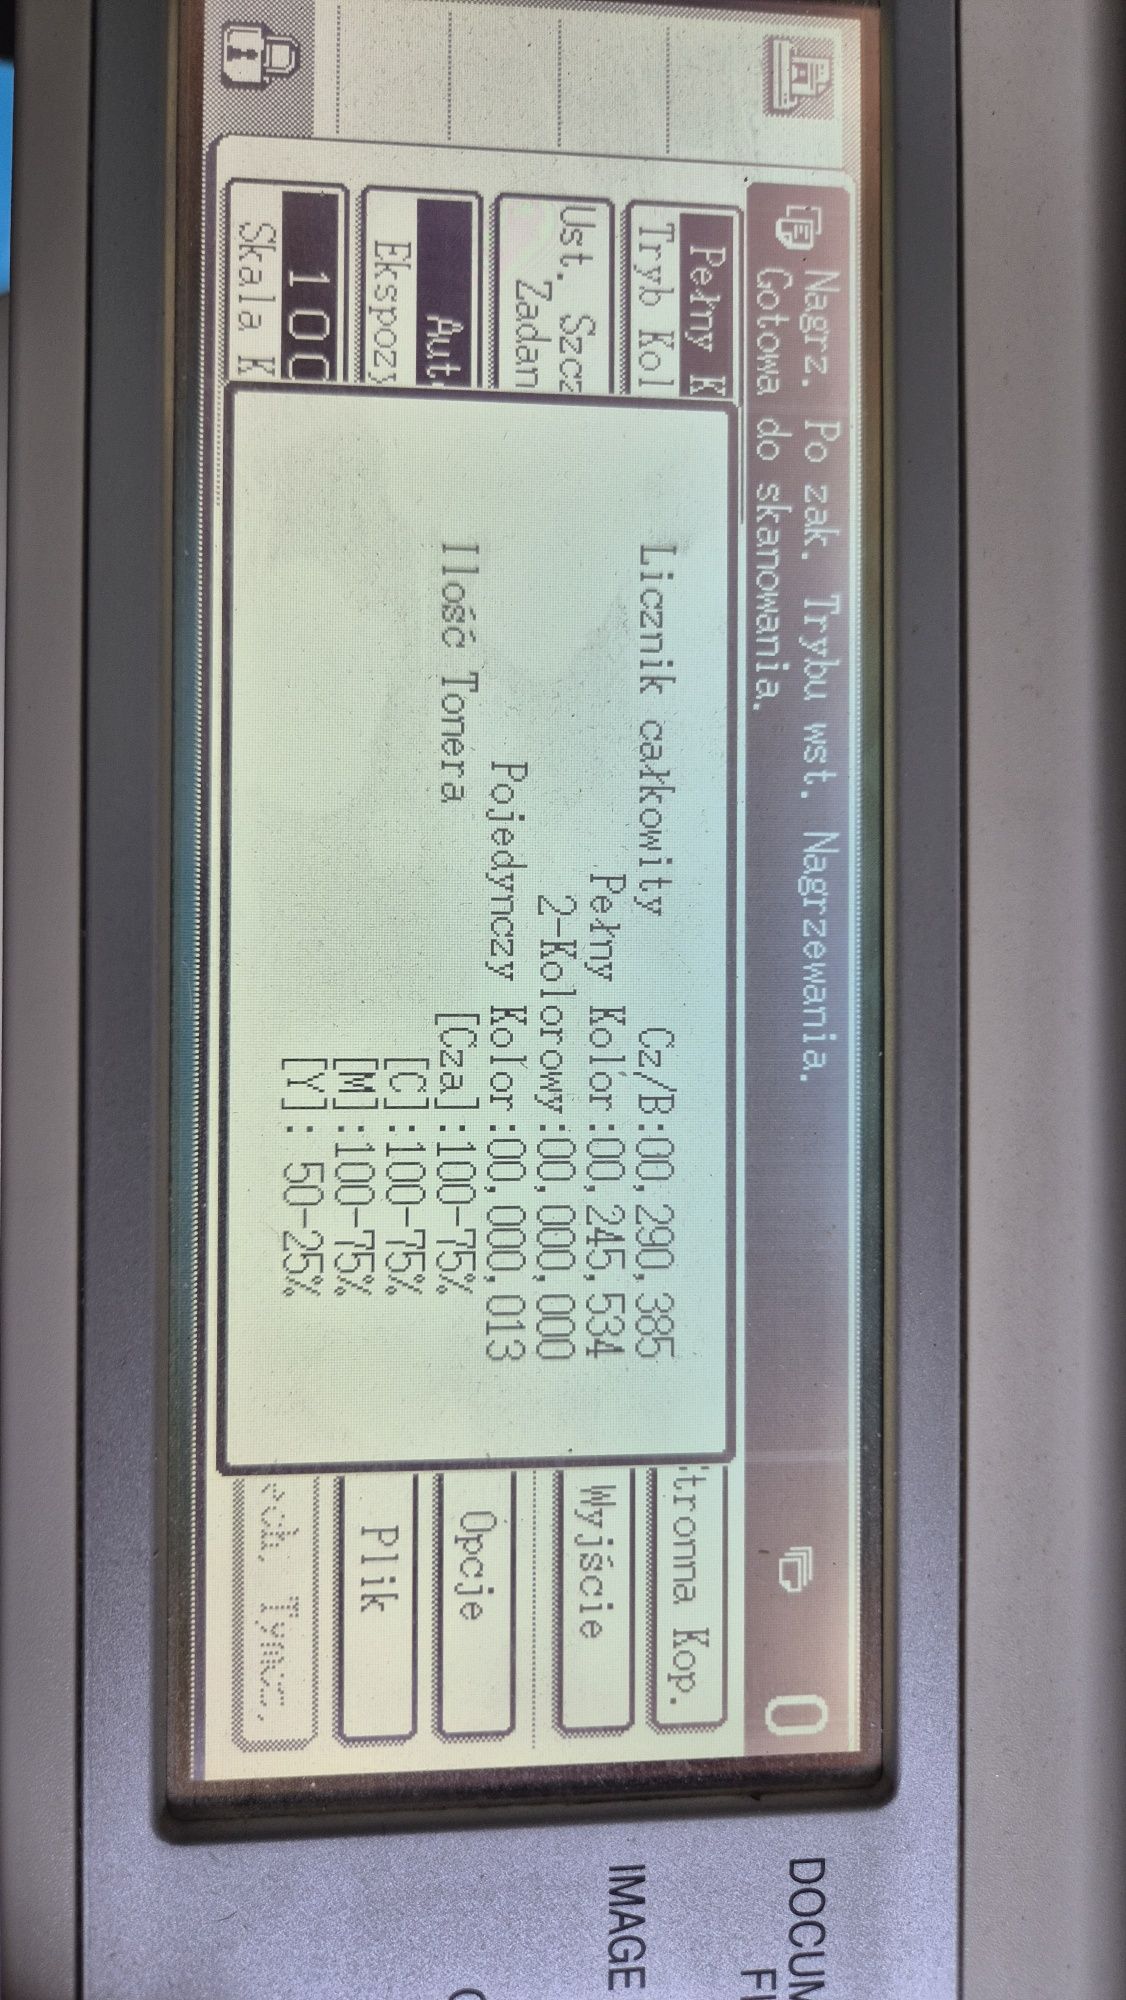 Nagrz. Po zak. Trybu wst. Nagrzewania.
Gotowa do skanowania.
0
Pełny K
Tryb Kol
Ust. Szcz
Zadan
Aut
Ekspozy
100
Skala K
Licznik całkowity Cz/B:00,290,385
Pełny Kolor:00,245,534
2-Kolorowy:00,000,000
Pojedynczy Kolor:00,000,013
Ilość Tonera [Cza]:100-75%
[C]:100-75%
[M]:100-75%
[Y]: 50-25%
tronna Kop.
Wyjście
Opcje
Plik
DOCUM
FI
IMAGE